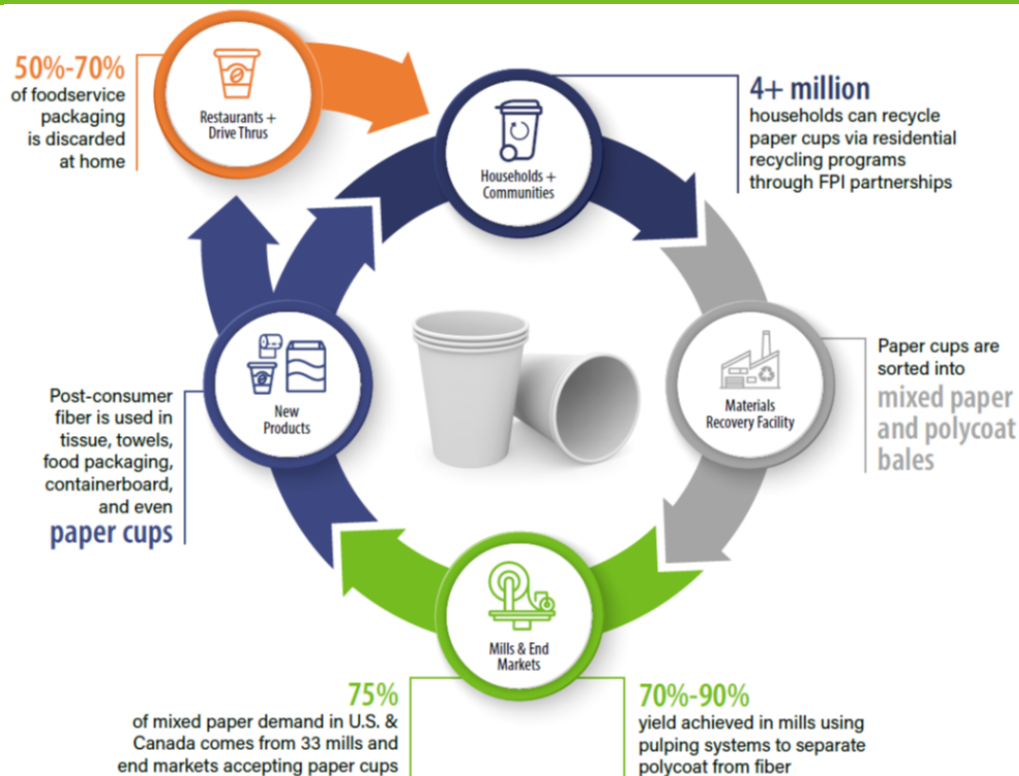 50%-70%
of foodservice
packaging
is discarded
at home
Restaurants +
Drive Thrus
Households +
Communities
4+ million
households can recycle
paper cups via residential
recycling programs
through FPI partnerships
Materials
Recovery Facility
Paper cups are
sorted into
mixed paper
and polycoat
bales
New
Products
Post-consumer
fiber is used in
tissue, towels,
food packaging,
containerboard,
and even
paper cups
Mills & End
Markets
75%
of mixed paper demand in U.S. &
Canada comes from 33 mills and
end markets accepting paper cups
70%-90%
yield achieved in mills using
pulping systems to separate
polycoat from fiber